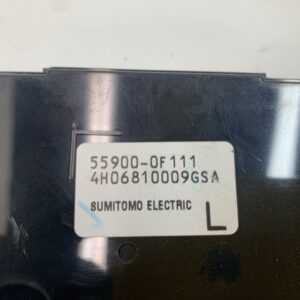 55900-0F111
4H06810009GSA
SUMITOMO ELECTRIC
L